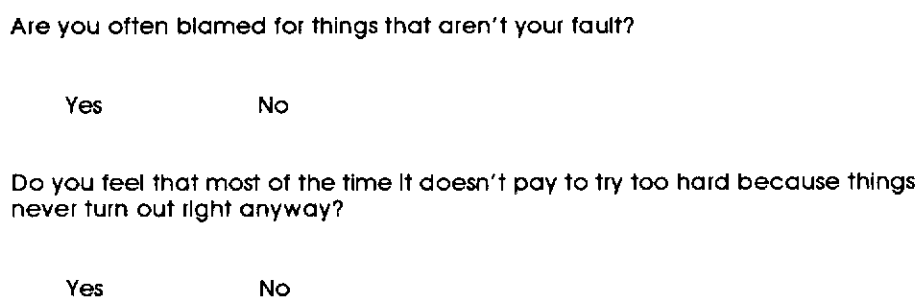 Are you often blamed for things that aren't your fault?
Yes No
Do you feel that most of the time it doesn't pay to try too hard because things
never turn out right anyway?
Yes No